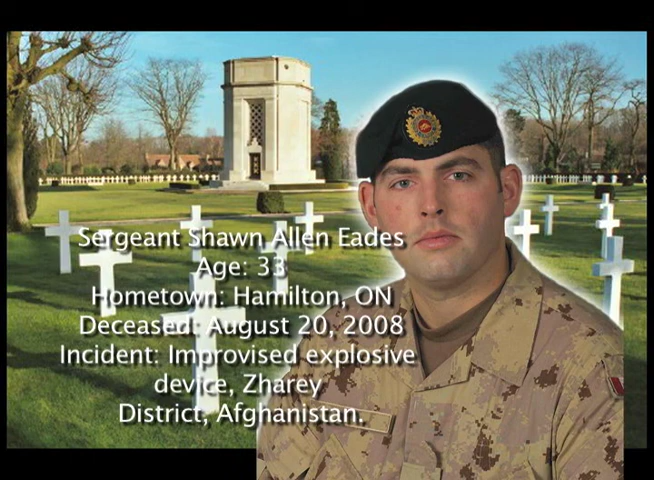 Sergeant Shawn Allen Eades
Age: 33
Hometown: Hamilton, ON
Deceased: August 20, 2008
Incident: Improvised explosive
device, Zharey
District, Afghanistan.